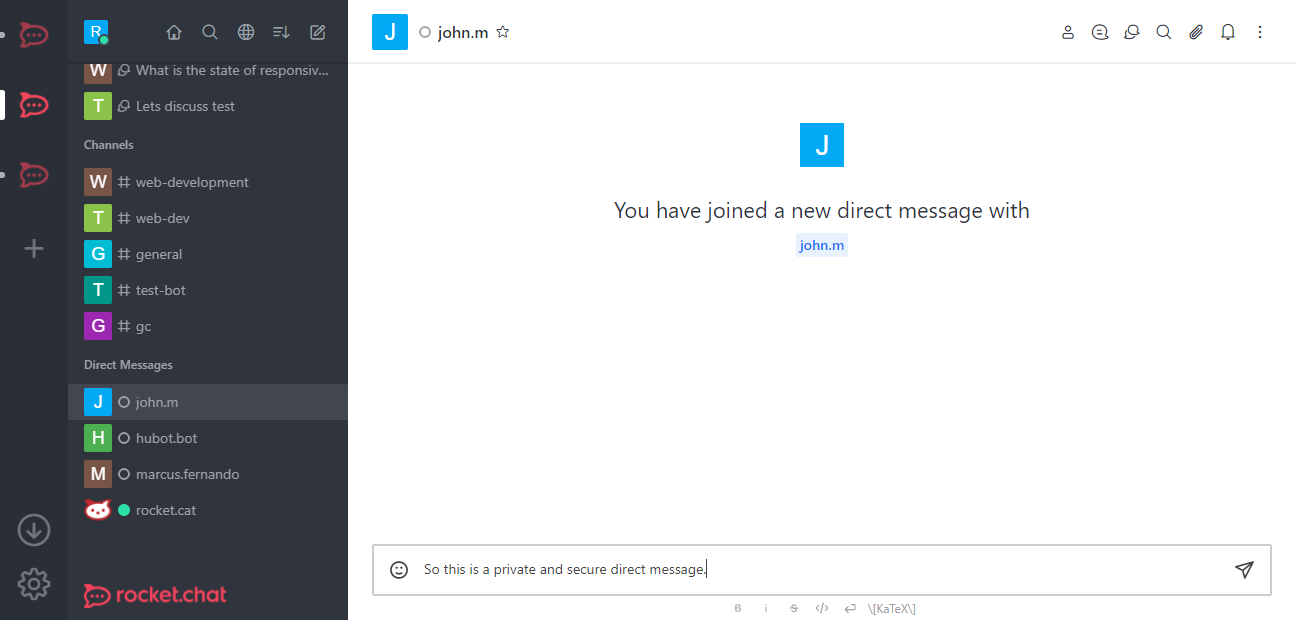 R
W What is the state of responsiv...
T Lets discuss test
Channels
W # web-development
T # web-dev
G # general
T # test-bot
G # gc
Direct Messages
J john.m
H hubot.bot
M marcus.fernando
rocket.cat
rocket.chat
J john.m
J
You have joined a new direct message with
john.m
So this is a private and secure direct message.
B i S </> \[KaTeX\]